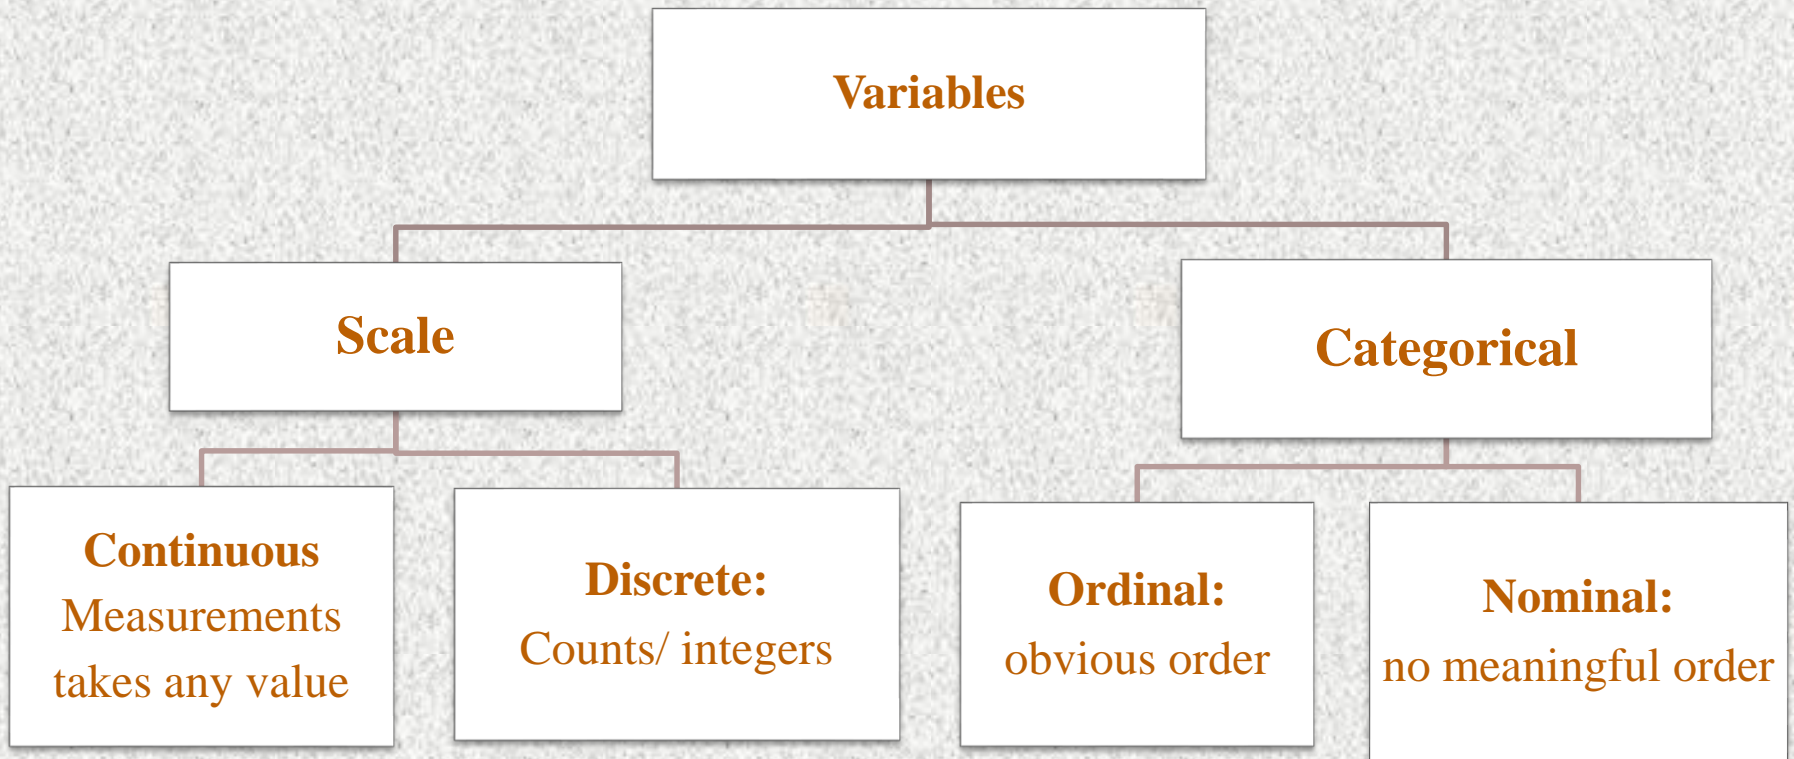 Variables
Scale
Categorical
Continuous
Measurements
takes any value
Discrete:
Counts/ integers
Ordinal:
obvious order
Nominal:
no meaningful order